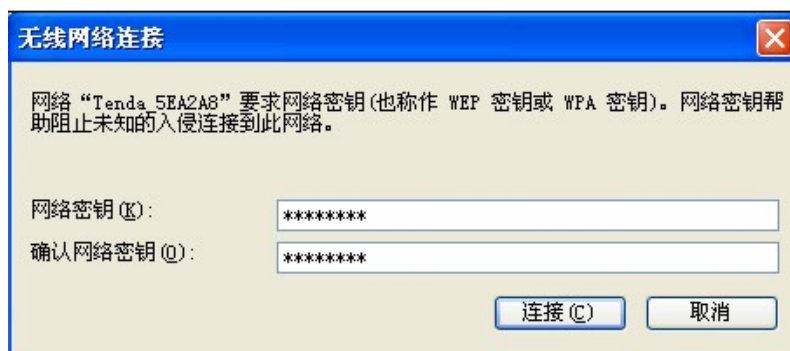 无线网络连接
网络“Tenda_5EA2A8”要求网络密钥(也称作 WEP 密钥或 WPA 密钥)。网络密钥帮
助阻止未知的入侵连接到此网络。
网络密钥(K): ********
确认网络密钥(O): ********
连接(C) 取消